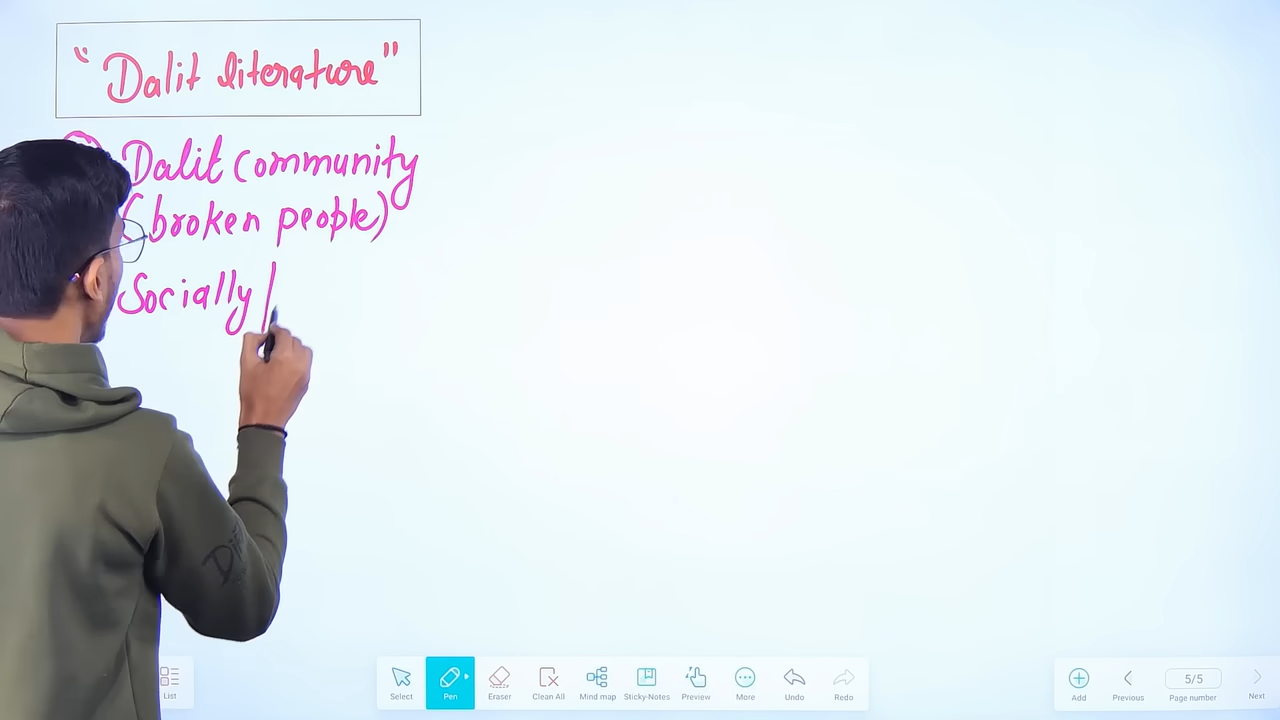 "Dalit literature"
Dalit community
(broken people)
Socially /
List
Select
Pen
Eraser
Clean All
Mind map
Sticky-Notes
Preview
More
Undo
Redo
Add
Previous
5/5
Page number
Next